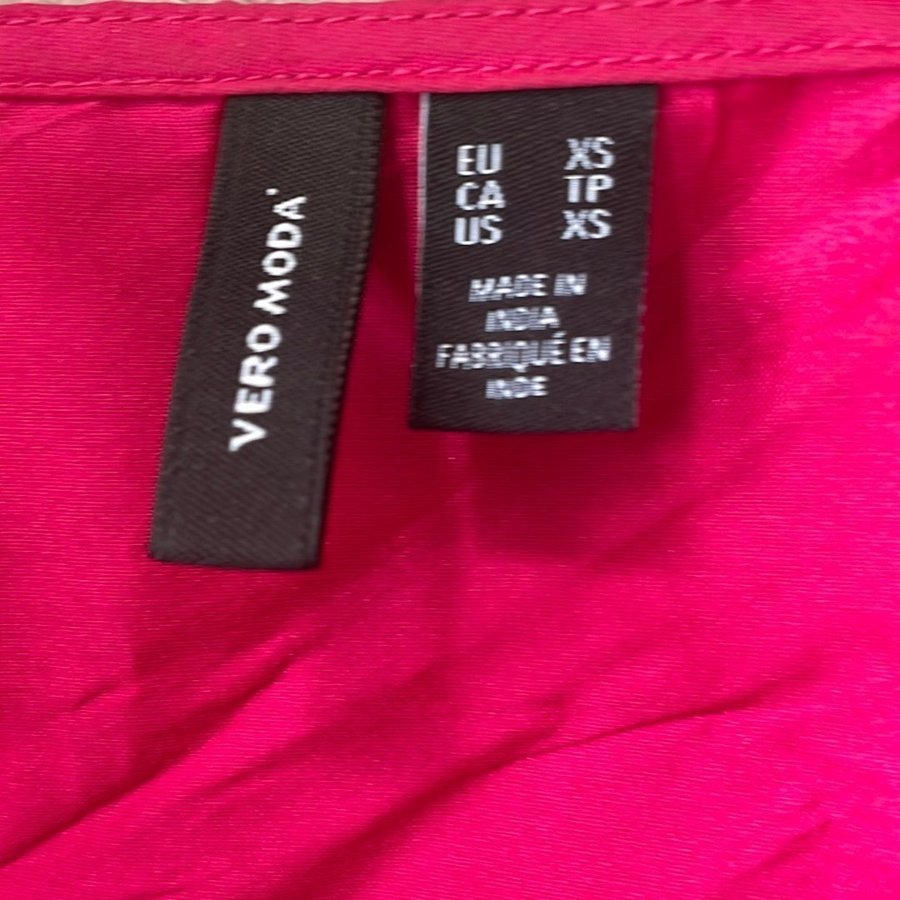 VERO MODA
EU XS
CA TP
US XS
MADE IN
INDIA
FABRIQUÉ EN
INDE